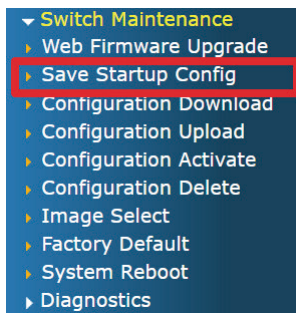 Switch Maintenance
Web Firmware Upgrade
Save Startup Config
Configuration Download
Configuration Upload
Configuration Activate
Configuration Delete
Image Select
Factory Default
System Reboot
Diagnostics